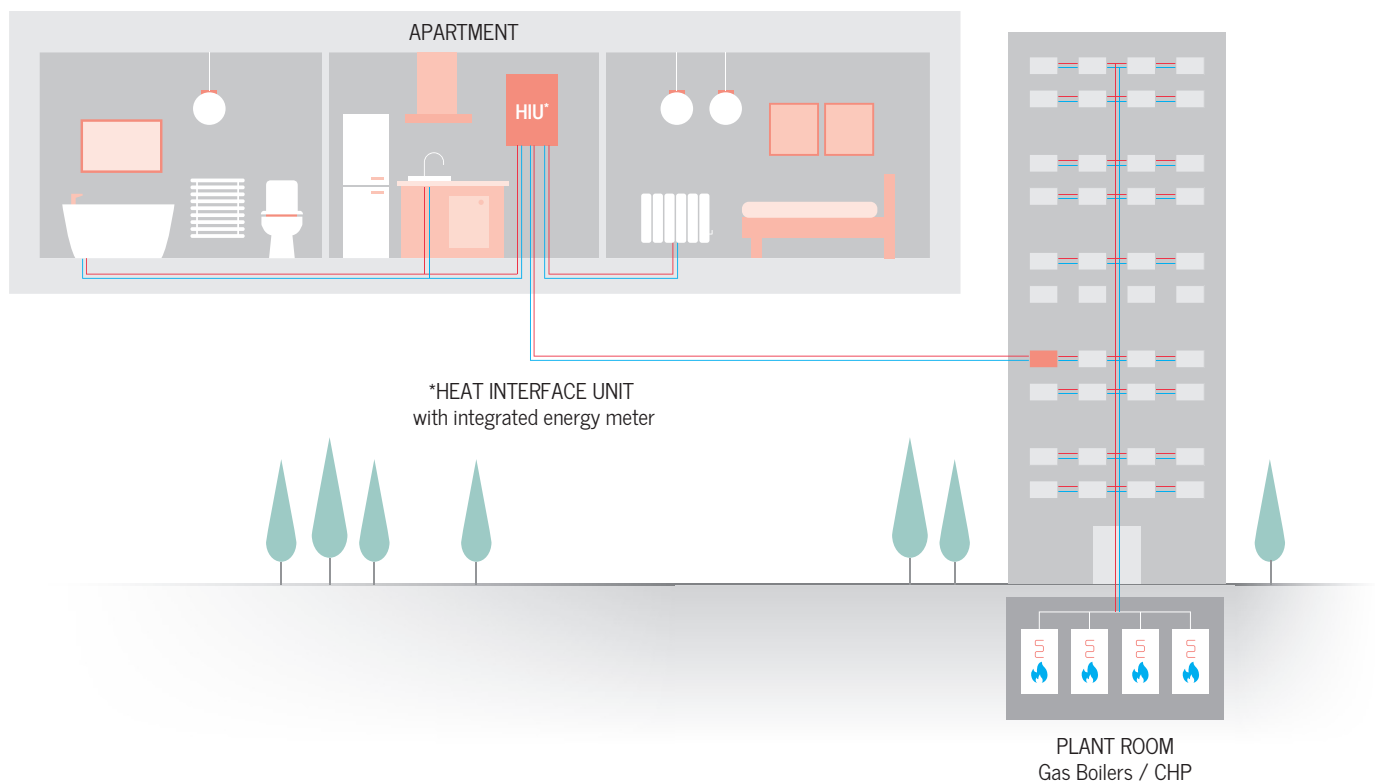 APARTMENT
HIU*
*HEAT INTERFACE UNIT
with integrated energy meter
PLANT ROOM
Gas Boilers / CHP